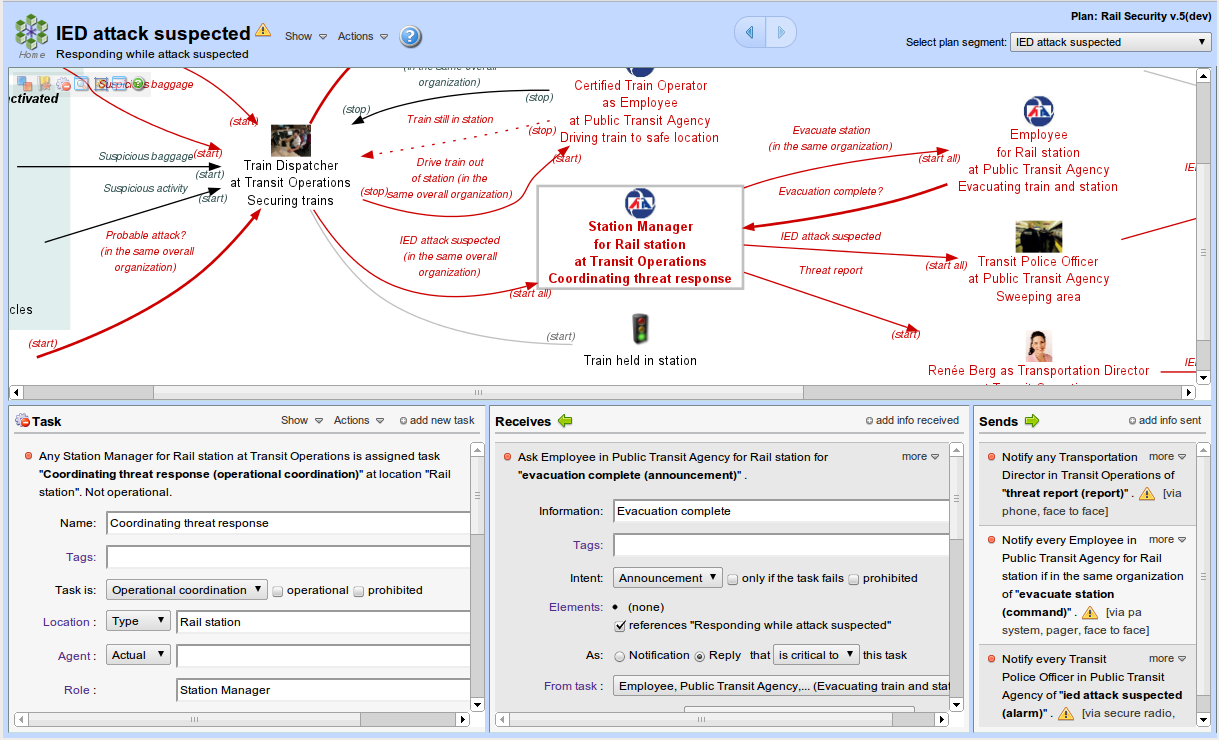 IED attack suspected
Show
Actions
?
Home
Responding while attack suspected
Plan: Rail Security v.5(dev)
Select plan segment:
IED attack suspected
Suspicious baggage
(start)
Suspicious baggage
(start)
(start)
Suspicious activity
(start)
Probable attack?
(in the same overall
organization)
cles
(start)
Train Dispatcher
at Transit Operations
Securing trains
(in the Same overall
organization)
(stop)
(stop)
Train still in station
(stop)
Drive train out
of station (in the
same overall organization)
(stop)
(start)
IED attack suspected
(in the same overall
organization)
(start all)
Certified Train Operator
as Employee
at Public Transit Agency
Driving train to safe location
Station Manager
for Rail station
at Transit Operations
Coordinating threat response
(start)
Train held in station
Evacuate station
(in the same organization)
(start all)
Evacuation complete?
IED attack suspected
(start all)
Threat report
(start)
Employee
for Rail station
at Public Transit Agency
Evacuating train and station
Transit Police Officer
at Public Transit Agency
Sweeping area
Renée Berg as Transportation Director
Task
Show
Actions
add new task
Any Station Manager for Rail station at Transit Operations is assigned task
"Coordinating threat response (operational coordination)" at location "Rail
station". Not operational.
Name: Coordinating threat response
Tags:
Task is: Operational coordination operational prohibited
Location : Type Rail station
Agent : Actual
Role : Station Manager
Receives
add info received
Ask Employee in Public Transit Agency for Rail station for more
"evacuation complete (announcement)" .
Information: Evacuation complete
Tags:
Intent: Announcement only if the task fails prohibited
Elements: • (none)
references "Responding while attack suspected"
As: Notification Reply that is critical to this task
From task : Employee, Public Transit Agency,... (Evacuating train and stat
Sends
add info sent
Notify any Transportation more
Director in Transit Operations of
"threat report (report)" . [via
phone, face to face]
Notify every Employee in more
Public Transit Agency for Rail
station if in the same organization
of "evacuate station
(command)" . [via pa
system, pager, face to face]
Notify every Transit more
Police Officer in Public Transit
Agency of "ied attack suspected
(alarm)" . [via secure radio,